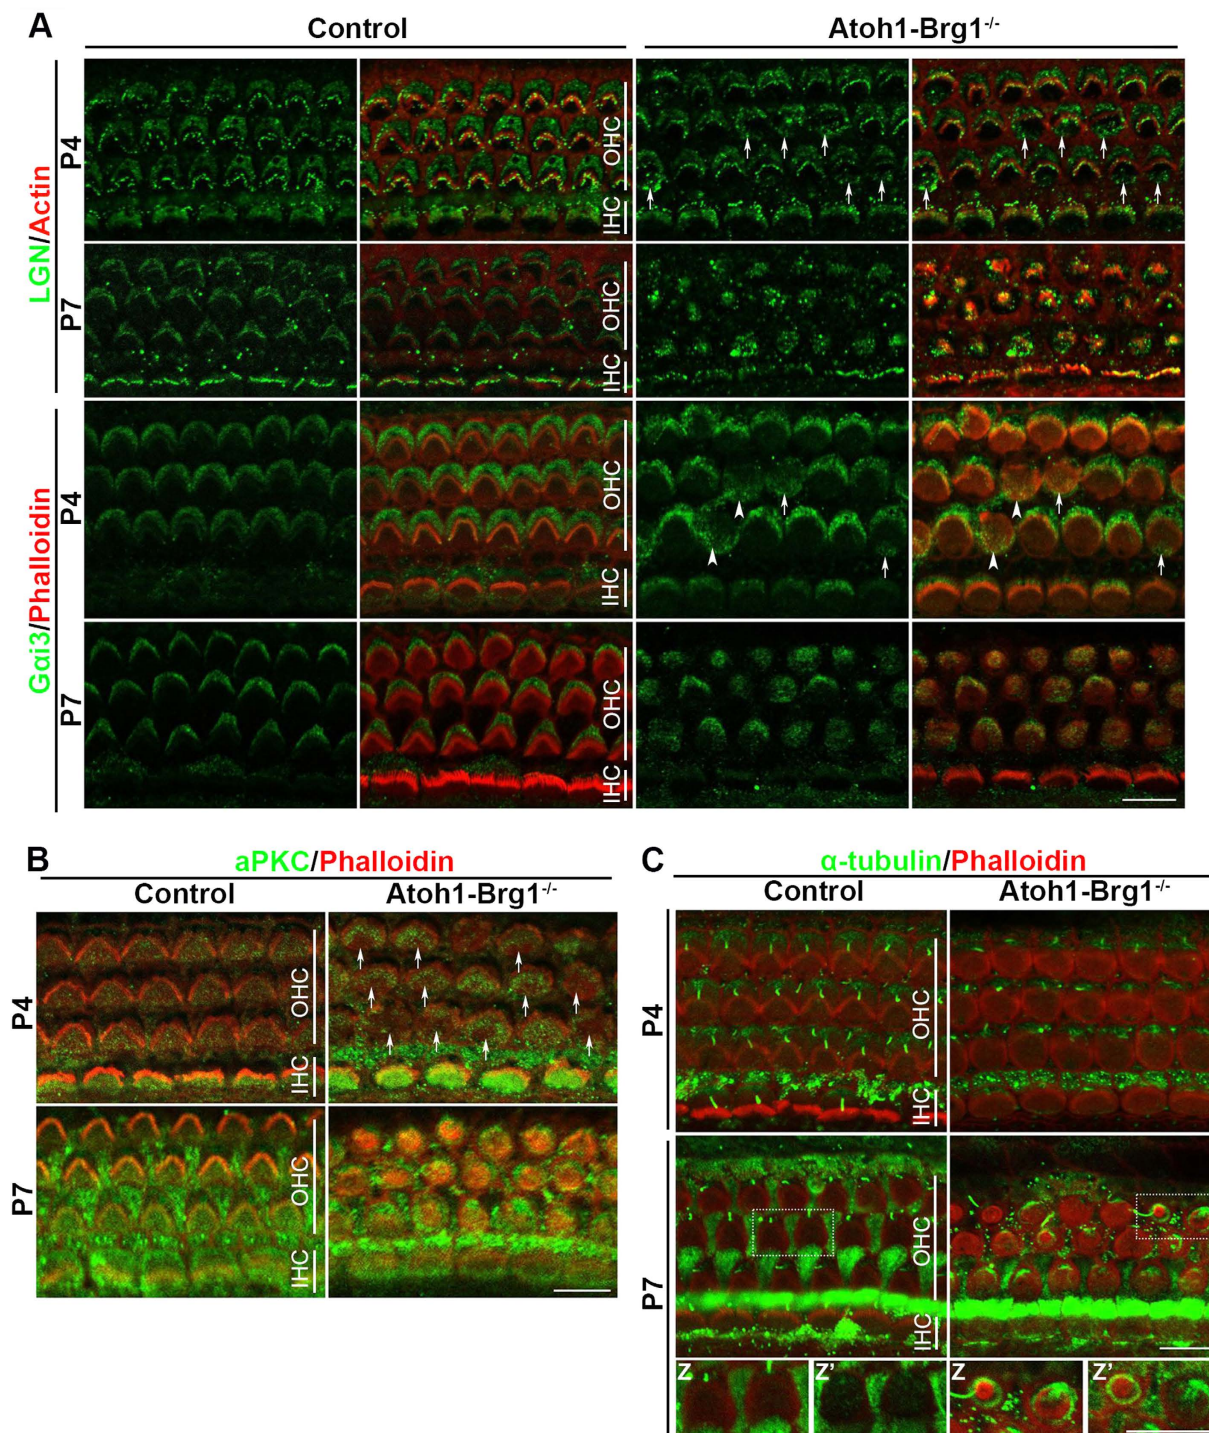 A
Control
Atoh1-Brg1-/-
LGN/Actin
P4
OHC
IHC
P7
OHC
IHC
Gαi3/Phalloidin
P4
OHC
IHC
P7
OHC
IHC
B
aPKC/Phalloidin
Control
Atoh1-Brg1-/-
P4
OHC
IHC
P7
OHC
IHC
C
α-tubulin/Phalloidin
Control
Atoh1-Brg1-/-
P4
OHC
IHC
P7
OHC
IHC
Z
Z'
Z
Z'